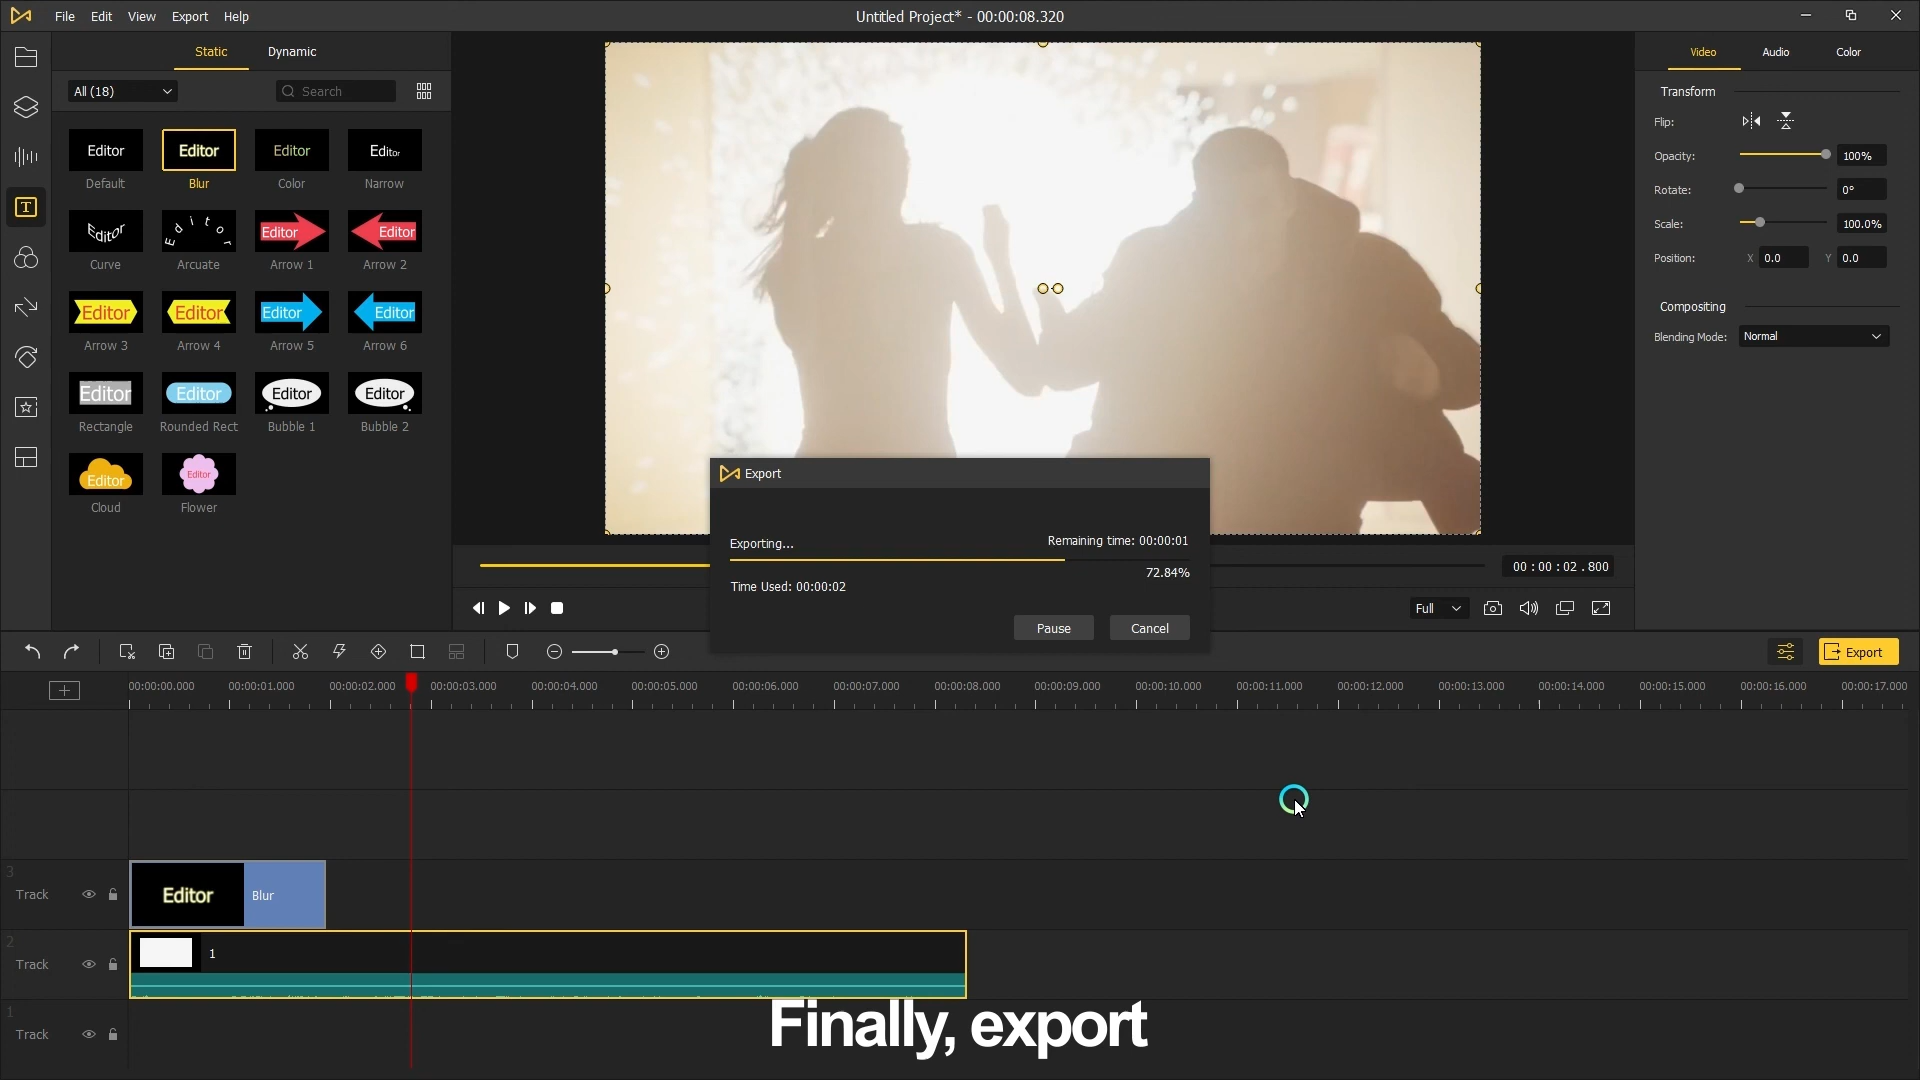 File Edit View Export Help
Untitled Project* - 00:00:08.320
Static Dynamic
All (18)
Search
Editor Editor Editor Editor
Default Blur Color Narrow
Editor Editor Editor Editor
Curve Arcuate Arrow 1 Arrow 2
Editor Editor Editor Editor
Arrow 3 Arrow 4 Arrow 5 Arrow 6
Editor Editor Editor Editor
Rectangle Rounded Rect Bubble 1 Bubble 2
Editor Editor
Cloud Flower
Video Audio Color
Transform
Flip:
Opacity: 100%
Rotate: 0°
Scale: 100.0%
Position: X 0.0 Y 0.0
Compositing
Blending Mode: Normal
Export
Exporting... Remaining time: 00:00:01
72.84%
Time Used: 00:00:02
Pause Cancel
00 : 00 : 02 . 800
Full
Export
00:00:00.000 00:00:01.000 00:00:02.000 00:00:03.000 00:00:04.000 00:00:05.000 00:00:06.000 00:00:07.000 00:00:08.000 00:00:09.000 00:00:10.000 00:00:11.000 00:00:12.000 00:00:13.000 00:00:14.000 00:00:15.000 00:00:16.000 00:00:17.000
3
Track Editor Blur
2
Track 1
1
Track
Finally, export